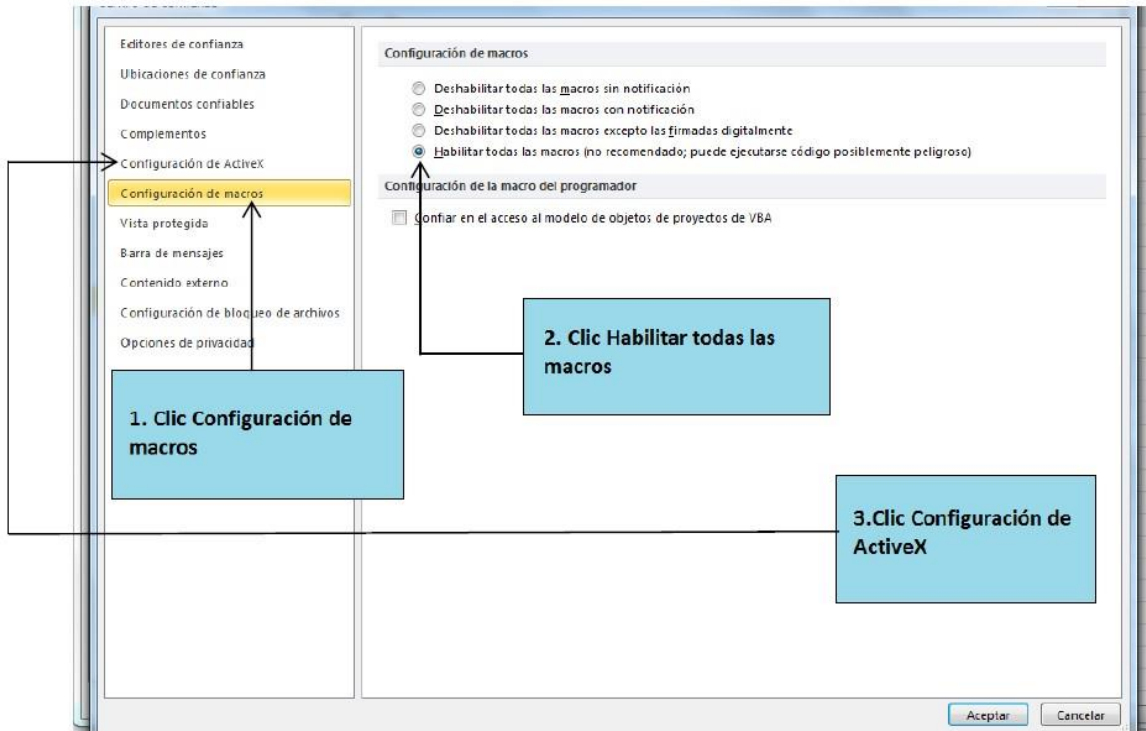 Editores de confianza
Ubicaciones de confianza
Documentos confiables
Complementos
Configuración de ActiveX
Configuración de macros
Vista protegida
Barra de mensajes
Contenido externo
Configuración de bloqueo de archivos
Opciones de privacidad
Configuración de macros
Deshabilitar todas las macros sin notificación
Deshabilitar todas las macros con notificación
Deshabilitar todas las macros excepto las firmadas digitalmente
Habilitar todas las macros (no recomendado; puede ejecutarse código posiblemente peligroso)
Configuración de la macro del programador
Confiar en el acceso al modelo de objetos de proyectos de VBA
2. Clic Habilitar todas las
macros
1. Clic Configuración de
macros
3.Clic Configuración de
ActiveX
Aceptar
Cancelar